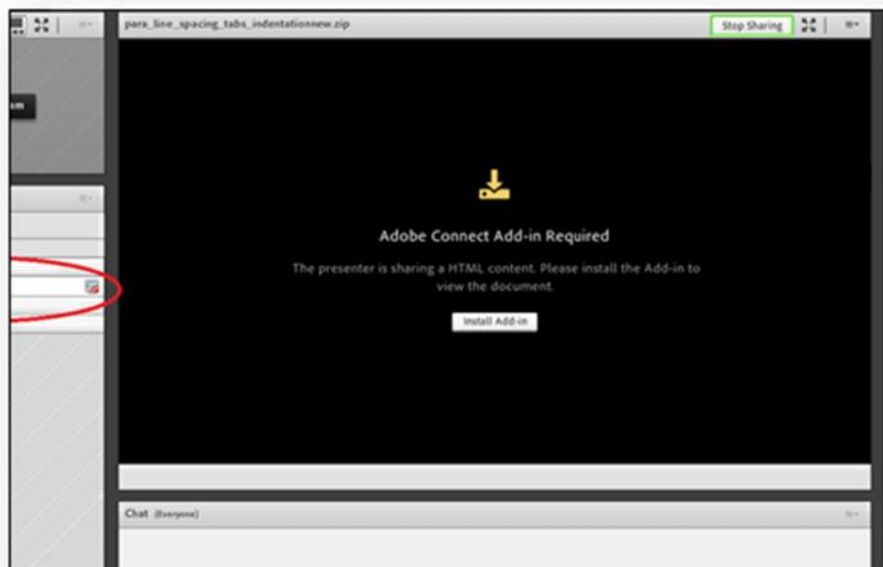 para_line_spacing_tabs_indentationnew.zip
Stop Sharing
Adobe Connect Add-in Required
The presenter is sharing a HTML content. Please install the Add-in to
view the document.
Install Add-in
Chat (Everyone)